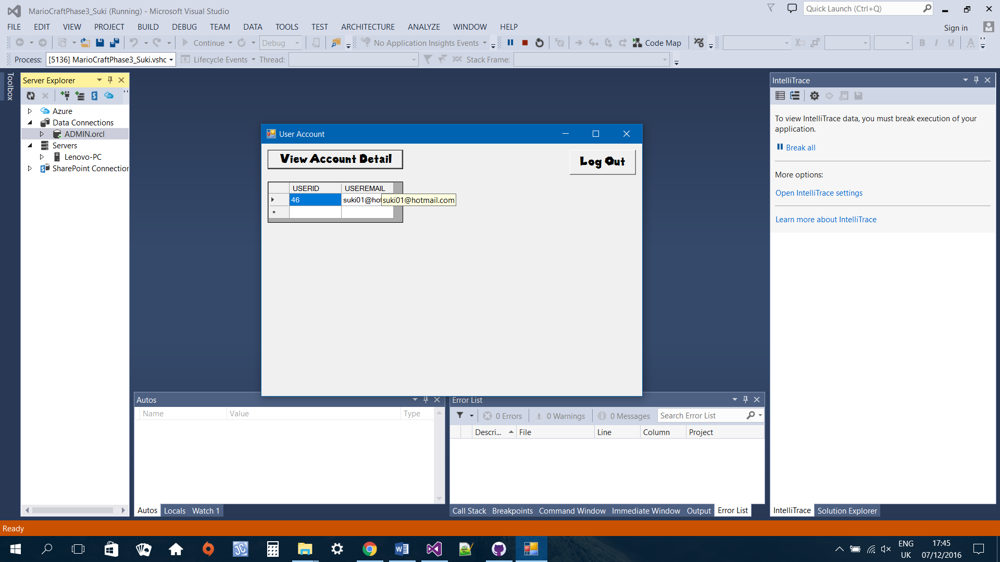 MarioCraftPhase3_Suki (Running) - Microsoft Visual Studio
Quick Launch (Ctrl+Q)
FILE EDIT VIEW PROJECT BUILD DEBUG TEAM DATA TOOLS TEST ARCHITECTURE ANALYZE WINDOW HELP
Sign in
Continue Debug No Application Insights Events Code Map B I U A
Process: [5136] MarioCraftPhase3_Suki.vshc Lifecycle Events Thread: Stack Frame:
Toolbox
Server Explorer
Azure
Data Connections
ADMIN.orcl
Servers
Lenovo-PC
SharePoint Connection
User Account
View Account Detail
Log Out
USERID USEREMAIL
46 suki01@hot suki01@hotmail.com
*
IntelliTrace
To view IntelliTrace data, you must break execution of your
application.
Break all
More options:
Open IntelliTrace settings
Learn more about IntelliTrace
Autos
Name Value Type
Autos Locals Watch 1
Error List
0 Errors 0 Warnings 0 Messages Search Error List
Descri... File Line Column Project
Call Stack Breakpoints Command Window Immediate Window Output Error List
IntelliTrace Solution Explorer
Ready
JC
ENG
UK
17:45
07/12/2016